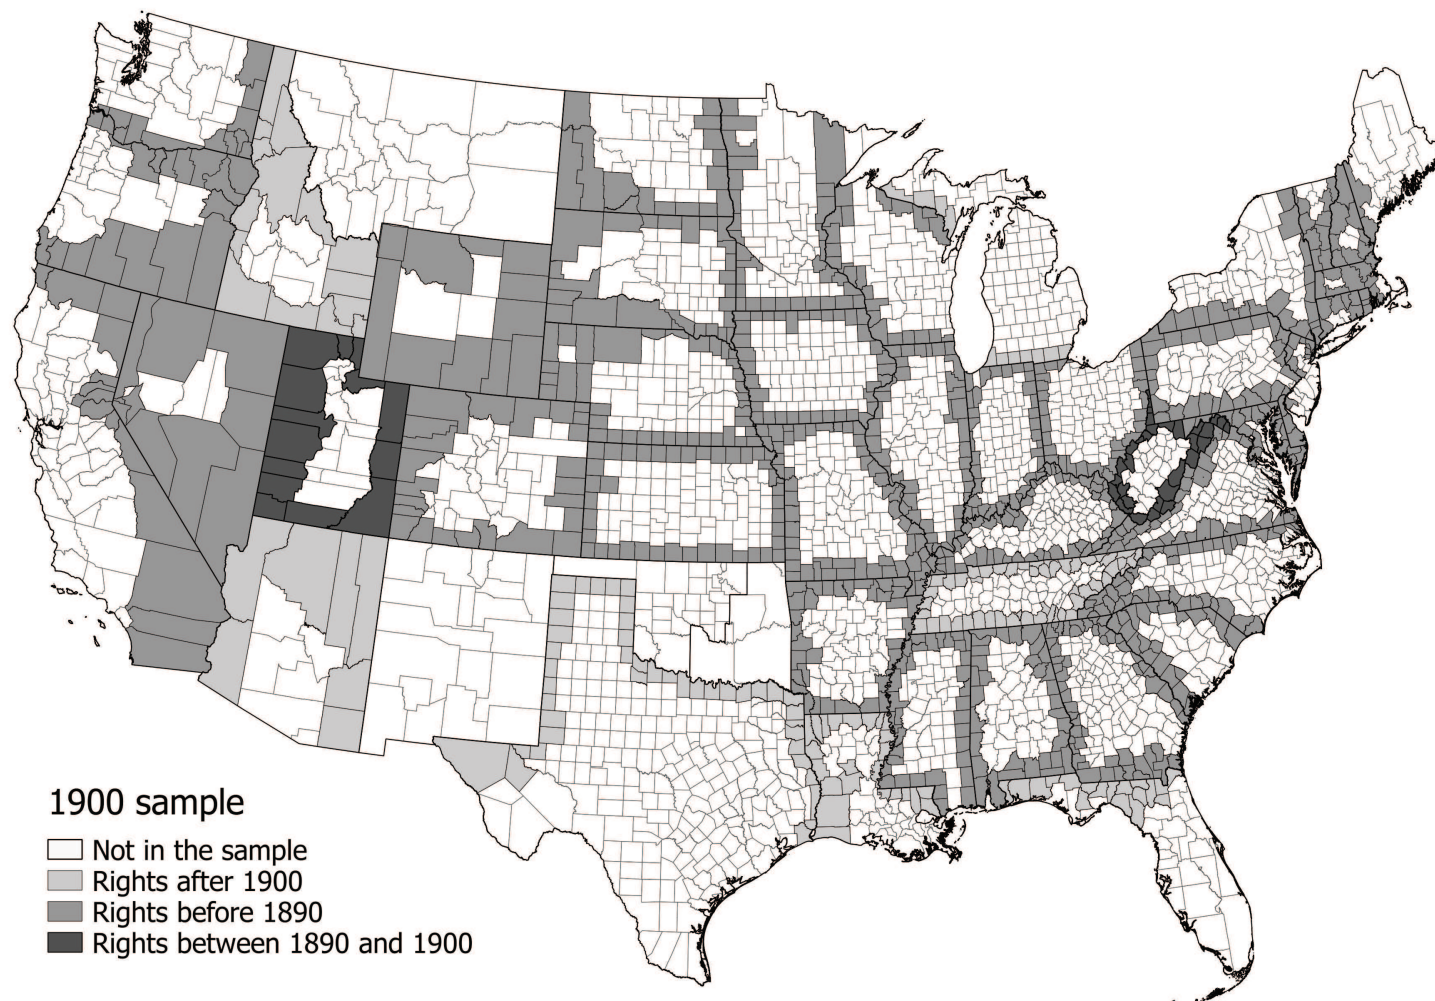 1900 sample
Not in the sample
Rights after 1900
Rights before 1890
Rights between 1890 and 1900